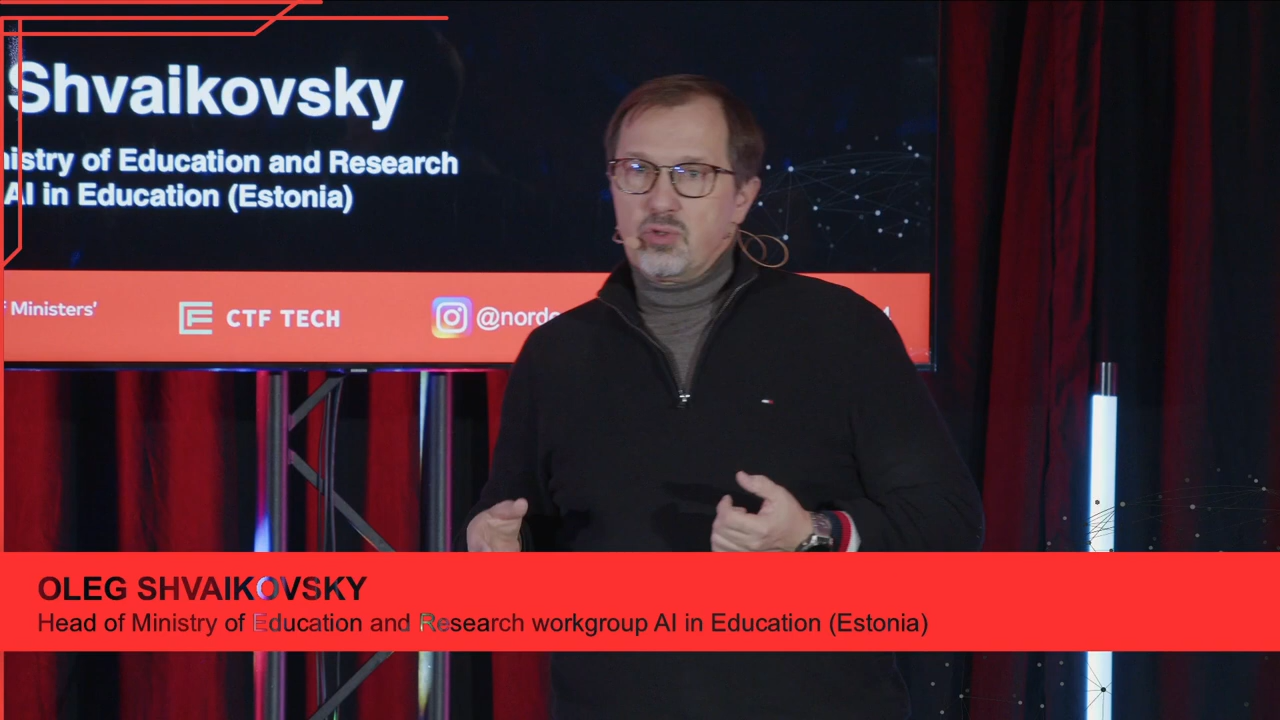 Shvaikovsky
nistry of Education and Research
AI in Education (Estonia)
f Ministers'
CTF TECH
@nordc
OLEG SHVAIKOVSKY
Head of Ministry of Education and Research workgroup AI in Education (Estonia)